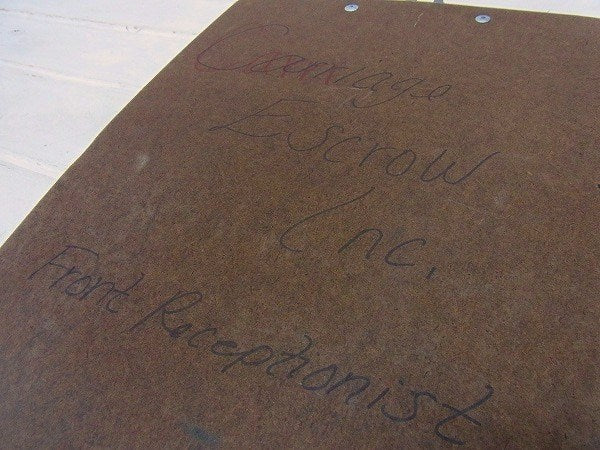 Carriage
Escrow
Inc.
Front Receptionist